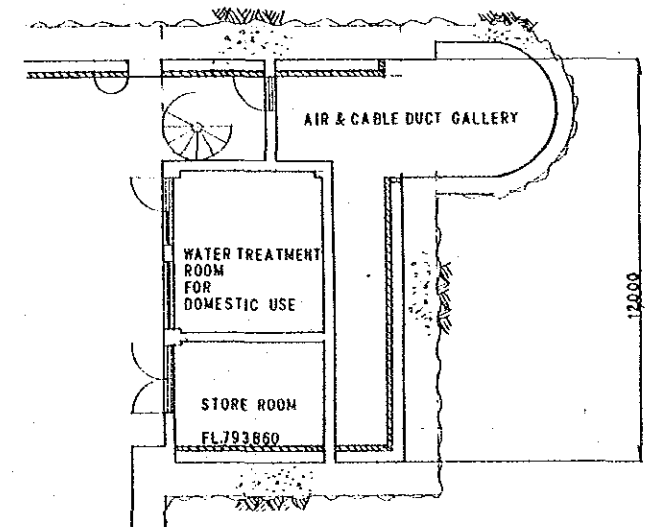 AIR & CABLE DUCT GALLERY
WATER TREATMENT
ROOM
FOR
DOMESTIC USE
12000
STORE ROOM
FL.793860